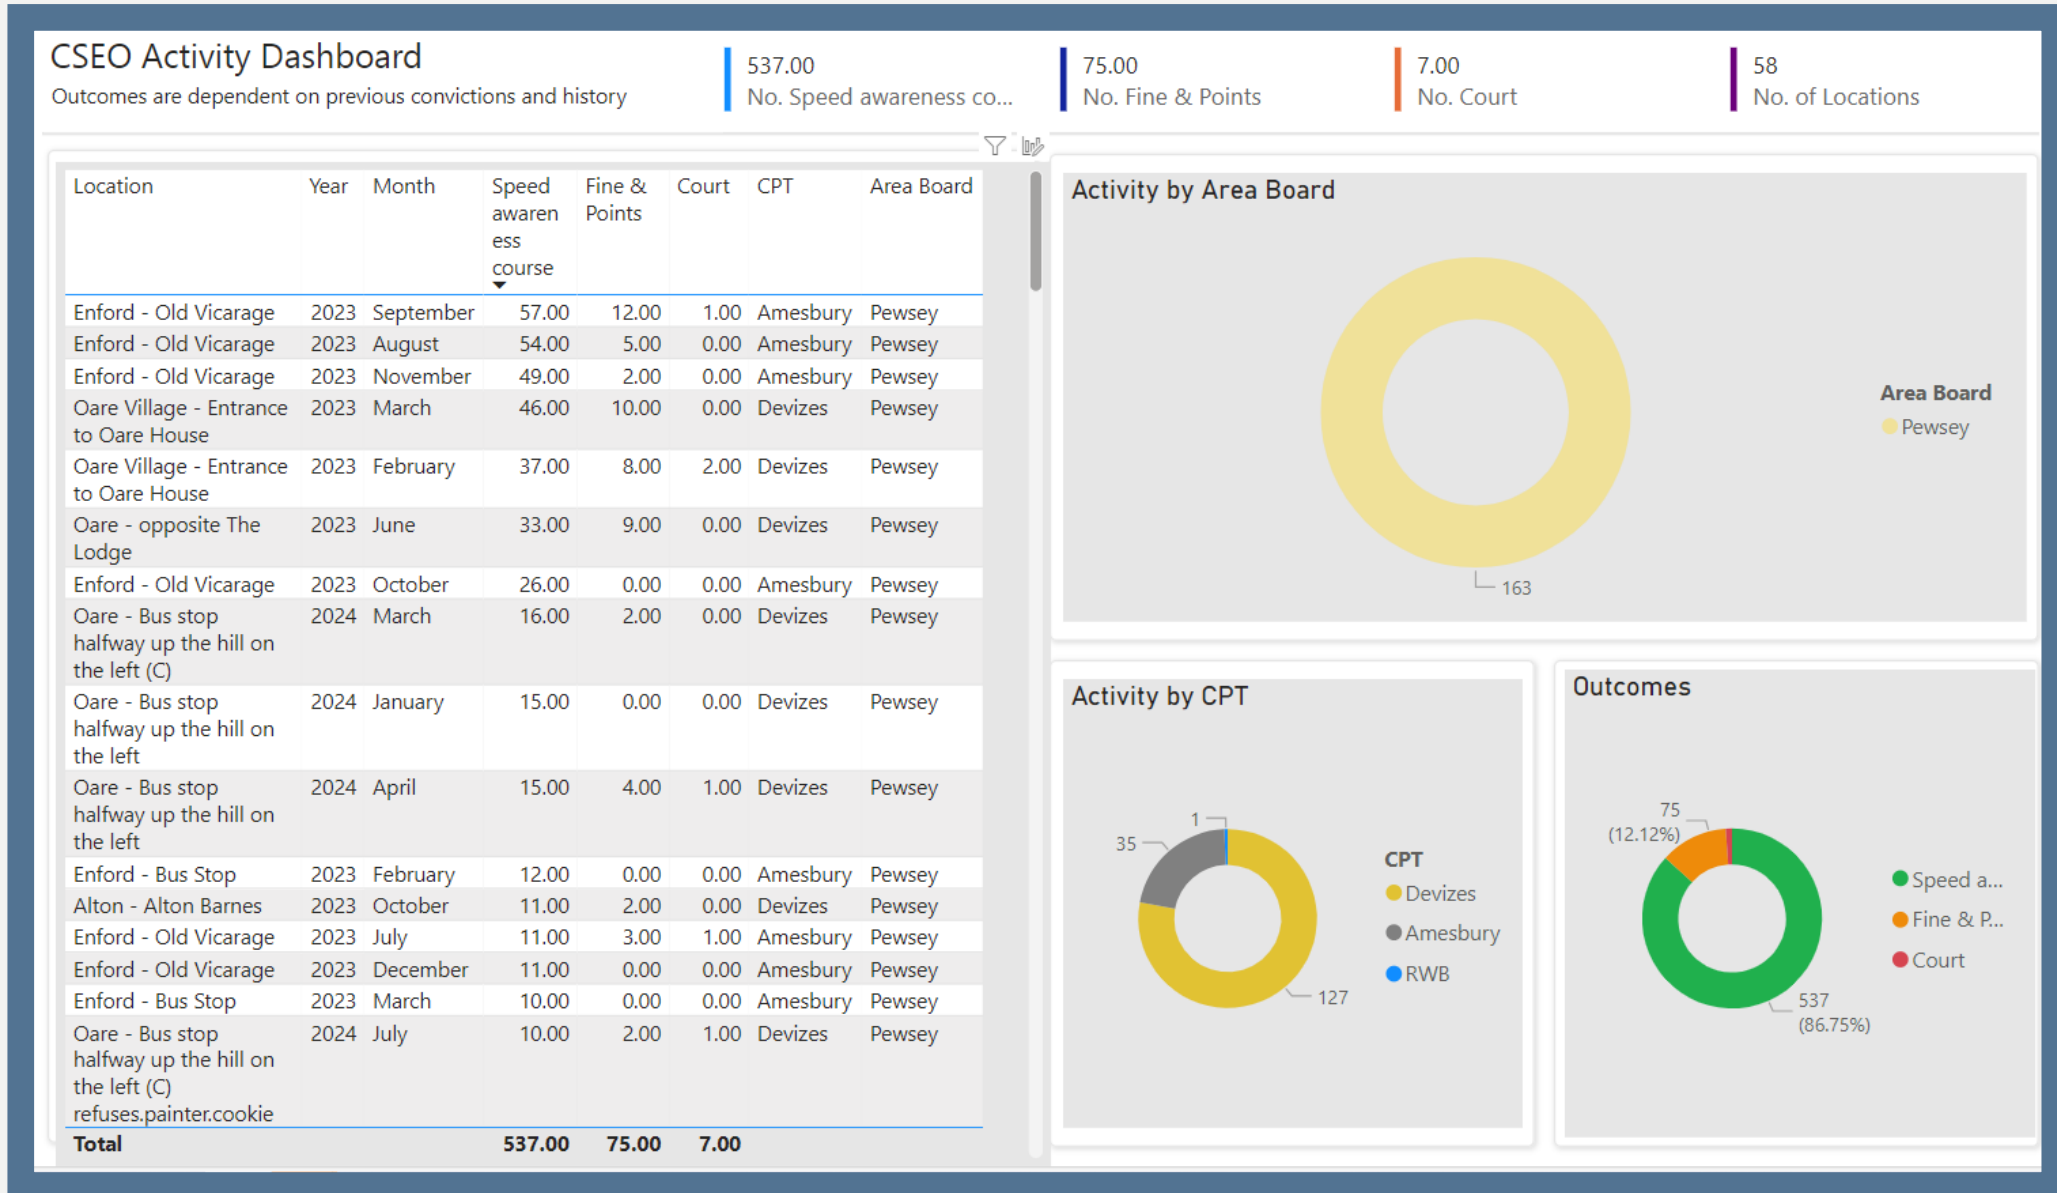 CSEO Activity Dashboard
Outcomes are dependent on previous convictions and history
537.00
No. Speed awareness co...
75.00
No. Fine & Points
7.00
No. Court
58
No. of Locations
Location Year Month Speed awaren ess course Fine & Points Court CPT Area Board
Enford - Old Vicarage 2023 September 57.00 12.00 1.00 Amesbury Pewsey
Enford - Old Vicarage 2023 August 54.00 5.00 0.00 Amesbury Pewsey
Enford - Old Vicarage 2023 November 49.00 2.00 0.00 Amesbury Pewsey
Oare Village - Entrance 2023 March 46.00 10.00 0.00 Devizes Pewsey
to Oare House
Oare Village - Entrance 2023 February 37.00 8.00 2.00 Devizes Pewsey
to Oare House
Oare - opposite The 2023 June 33.00 9.00 0.00 Devizes Pewsey
Lodge
Enford - Old Vicarage 2023 October 26.00 0.00 0.00 Amesbury Pewsey
Oare - Bus stop 2024 March 16.00 2.00 0.00 Devizes Pewsey
halfway up the hill on
the left (C)
Oare - Bus stop 2024 January 15.00 0.00 0.00 Devizes Pewsey
halfway up the hill on
the left
Oare - Bus stop 2024 April 15.00 4.00 1.00 Devizes Pewsey
halfway up the hill on
the left
Enford - Bus Stop 2023 February 12.00 0.00 0.00 Amesbury Pewsey
Alton - Alton Barnes 2023 October 11.00 2.00 0.00 Devizes Pewsey
Enford - Old Vicarage 2023 July 11.00 3.00 1.00 Amesbury Pewsey
Enford - Old Vicarage 2023 December 11.00 0.00 0.00 Amesbury Pewsey
Enford - Bus Stop 2023 March 10.00 0.00 0.00 Amesbury Pewsey
Oare - Bus stop 2024 July 10.00 2.00 1.00 Devizes Pewsey
halfway up the hill on
the left (C)
refuses.painter.cookie
Total 537.00 75.00 7.00
Activity by Area Board
163
Area Board
Pewsey
Activity by CPT
1
35
127
CPT
Devizes
Amesbury
RWB
Outcomes
75
(12.12%)
537
(86.75%)
Speed a...
Fine & P...
Court